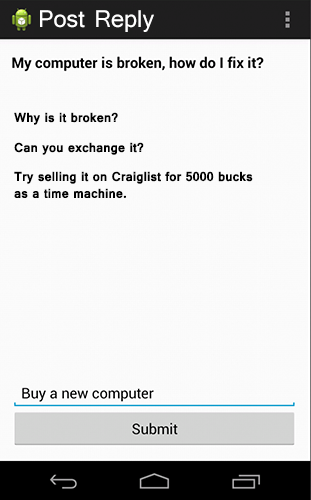 Post Reply
My computer is broken, how do I fix it?
Why is it broken?
Can you exchange it?
Try selling it on Craiglist for 5000 bucks
as a time machine.
Buy a new computer
Submit